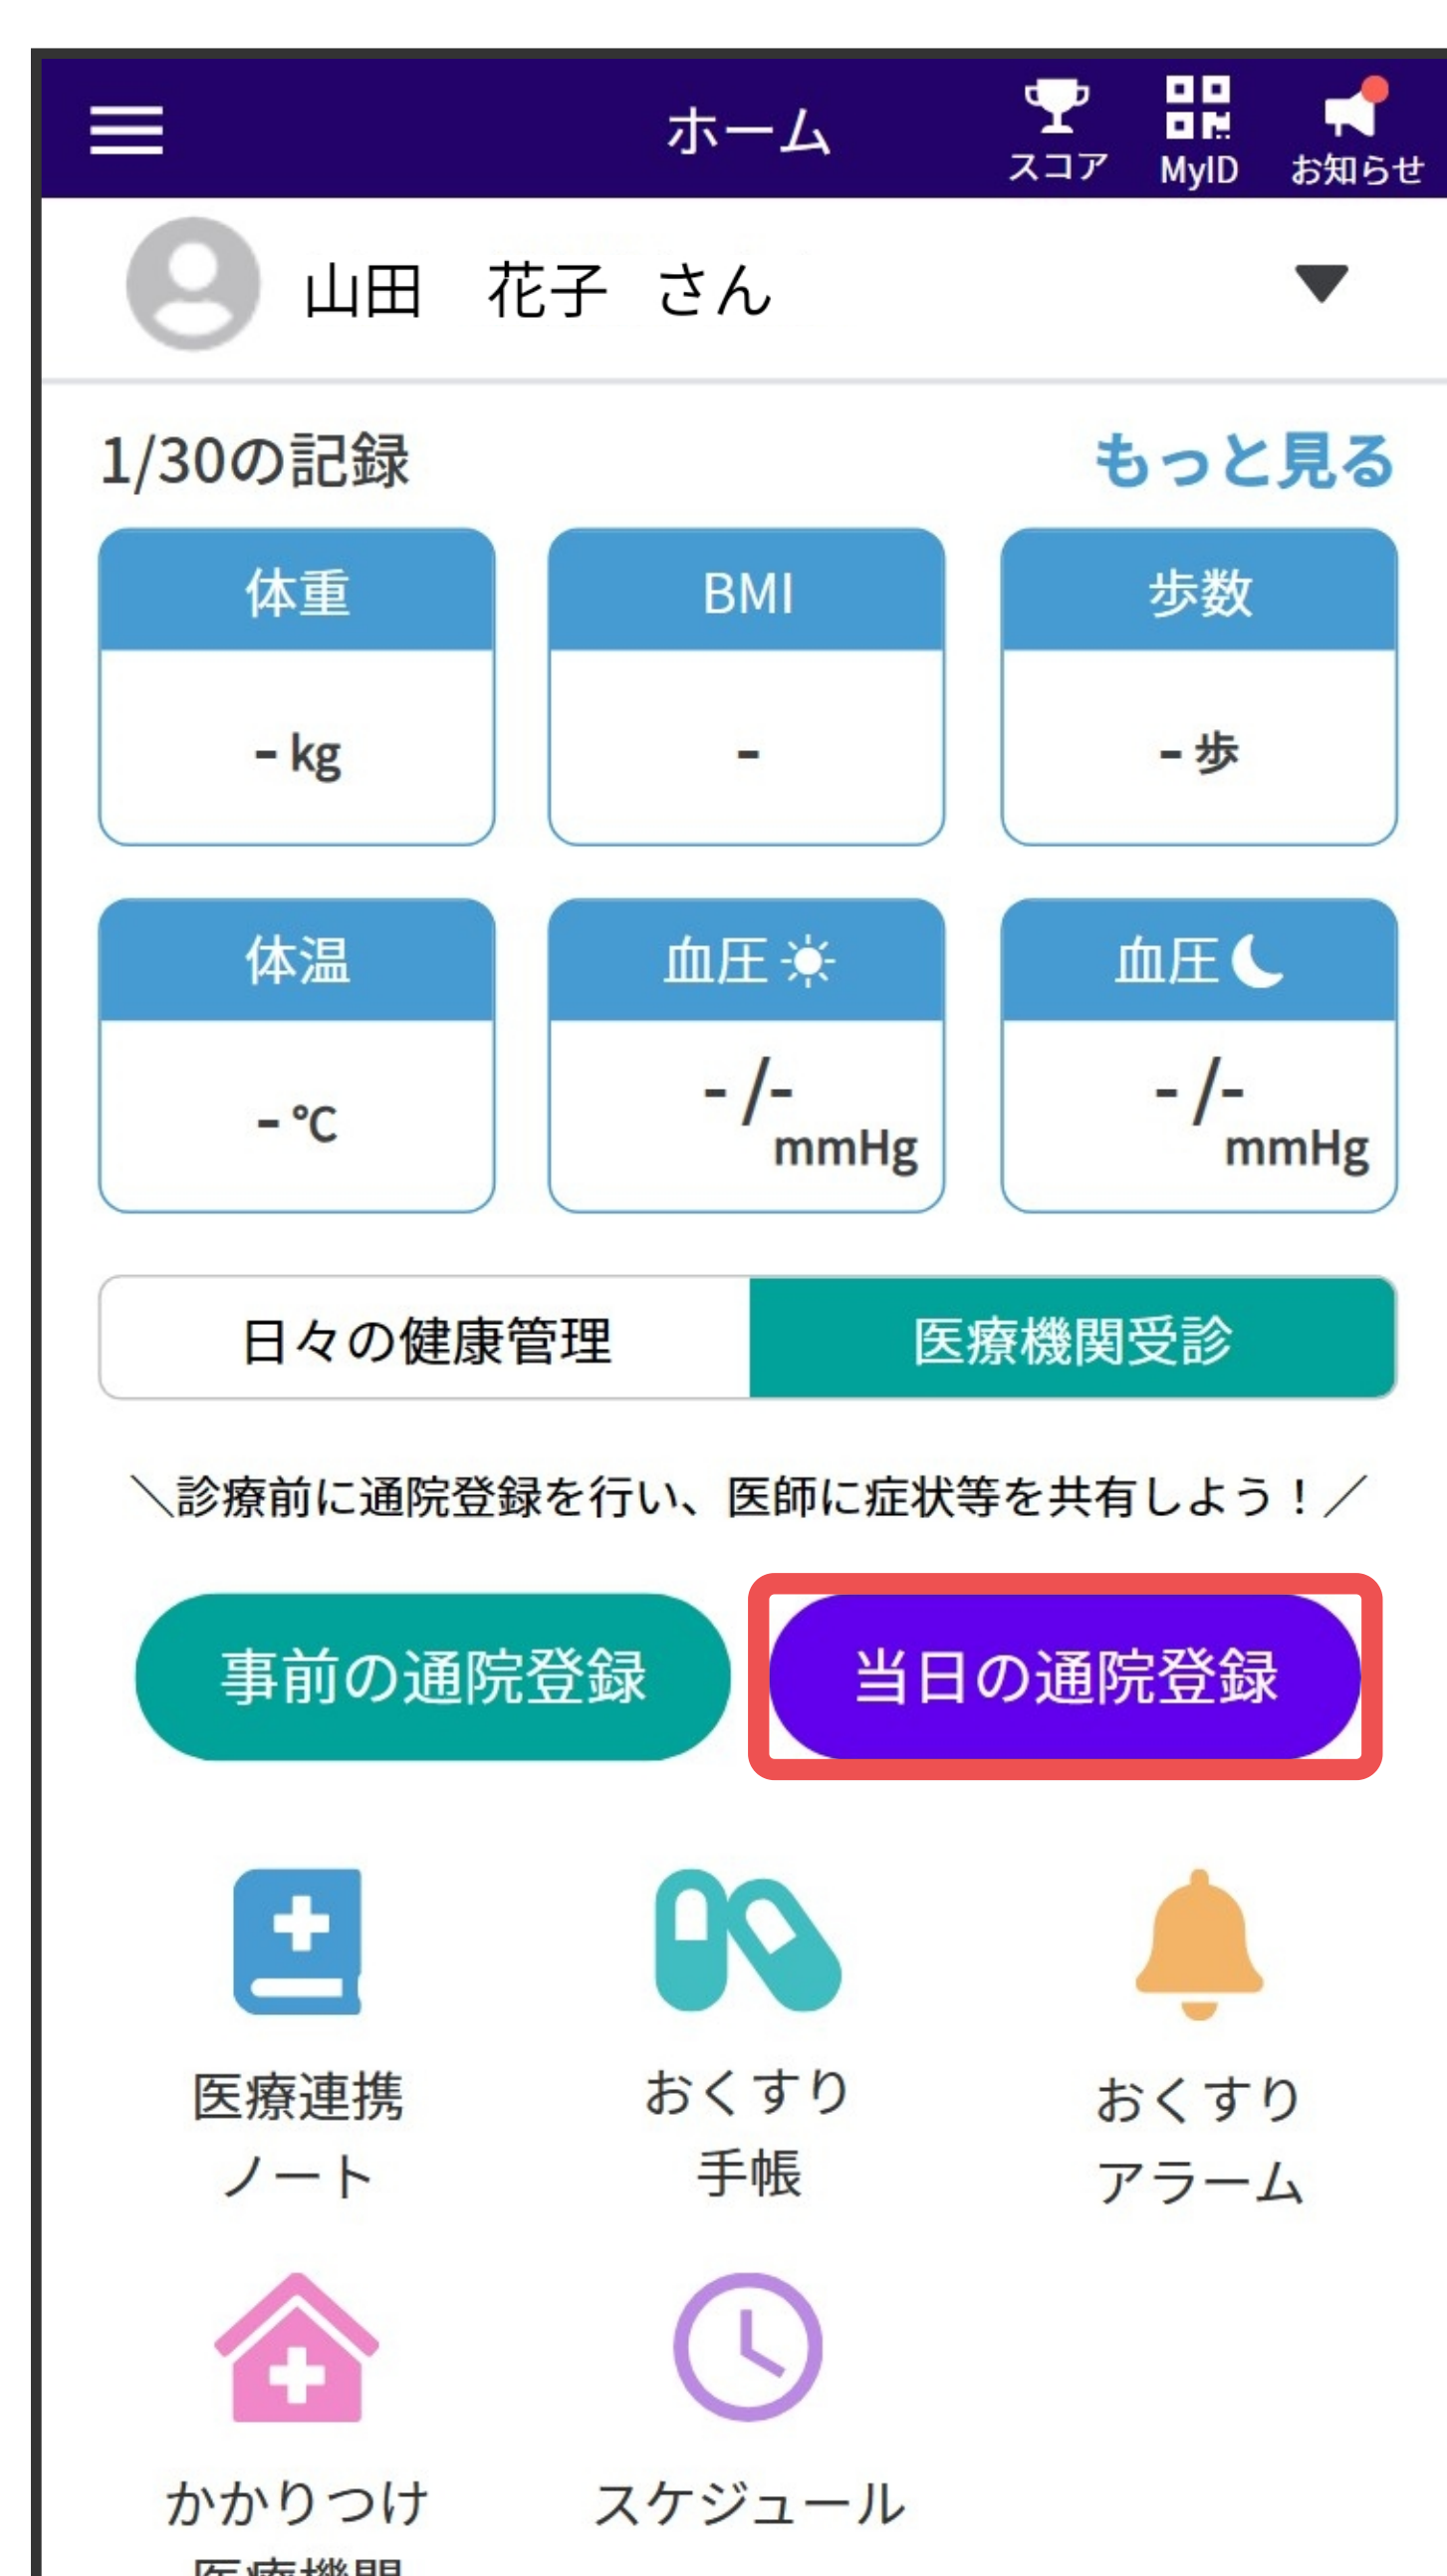 ホーム
スコア
MyID
お知らせ
山田　花子 さん
1/30の記録
もっと見る
体重
BMI
歩数
- kg
-
- 歩
体温
血圧
血圧
- ℃
- /-
mmHg
- /-
mmHg
日々の健康管理
医療機関受診
＼診療前に通院登録を行い、医師に症状等を共有しよう！／
事前の通院登録
当日の通院登録
医療連携
ノート
おくすり
手帳
おくすり
アラーム
かかりつけ
医療機関
スケジュール